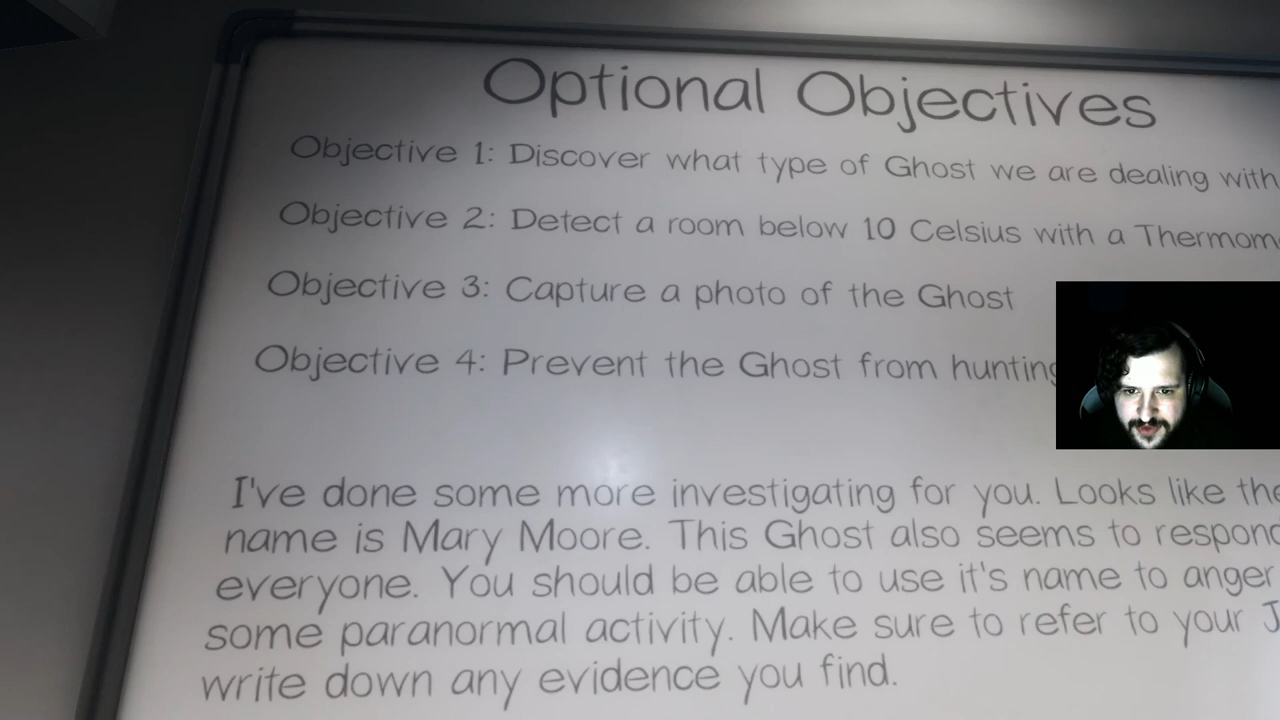 Optional Objectives
Objective 1: Discover what type of Ghost we are dealing with
Objective 2: Detect a room below 10 Celsius with a
Objective 3: Capture a photo of the Ghost
Objective 4: Prevent the Ghost from
I've done some more investigating for you. Looks like
name is Mary Moore. This Ghost also seems to
everyone. You should be able to use it's name to anger
some paranormal activity. Make sure to refer to your
write down any evidence you find.